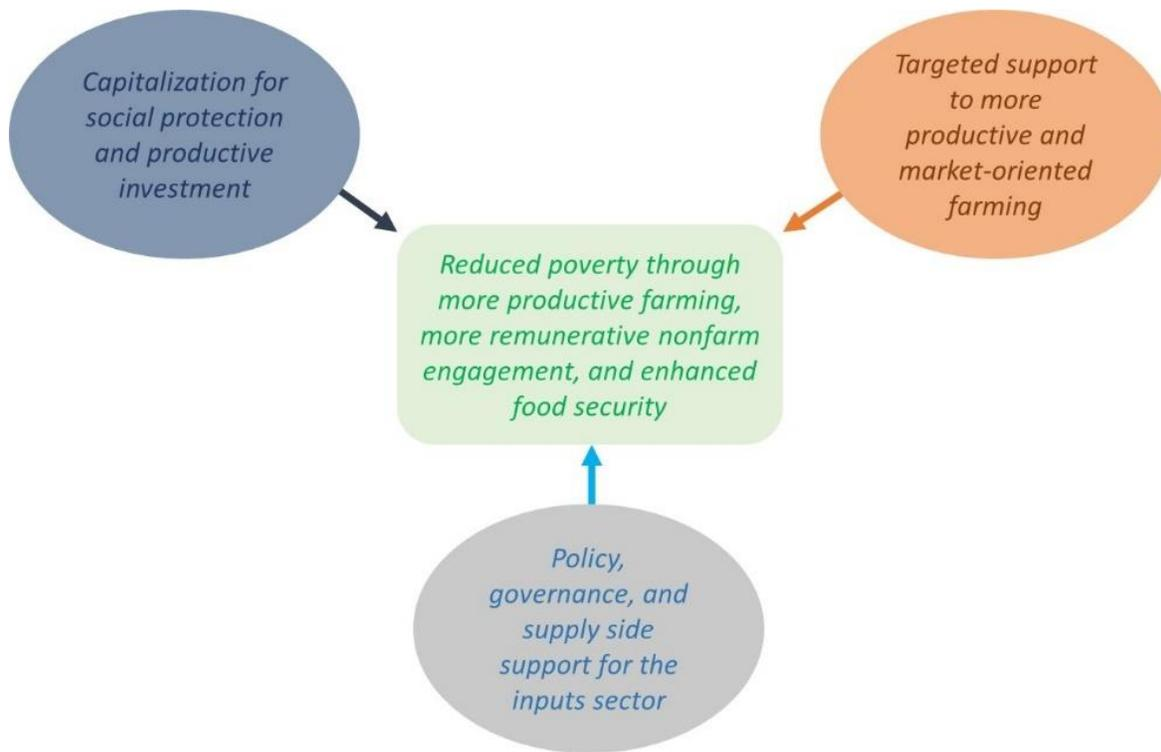 Capitalization for
social protection
and productive
investment
Targeted support
to more
productive and
market-oriented
farming
Reduced poverty through
more productive farming,
more remunerative nonfarm
engagement, and enhanced
food security
Policy,
governance, and
supply side
support for the
inputs sector